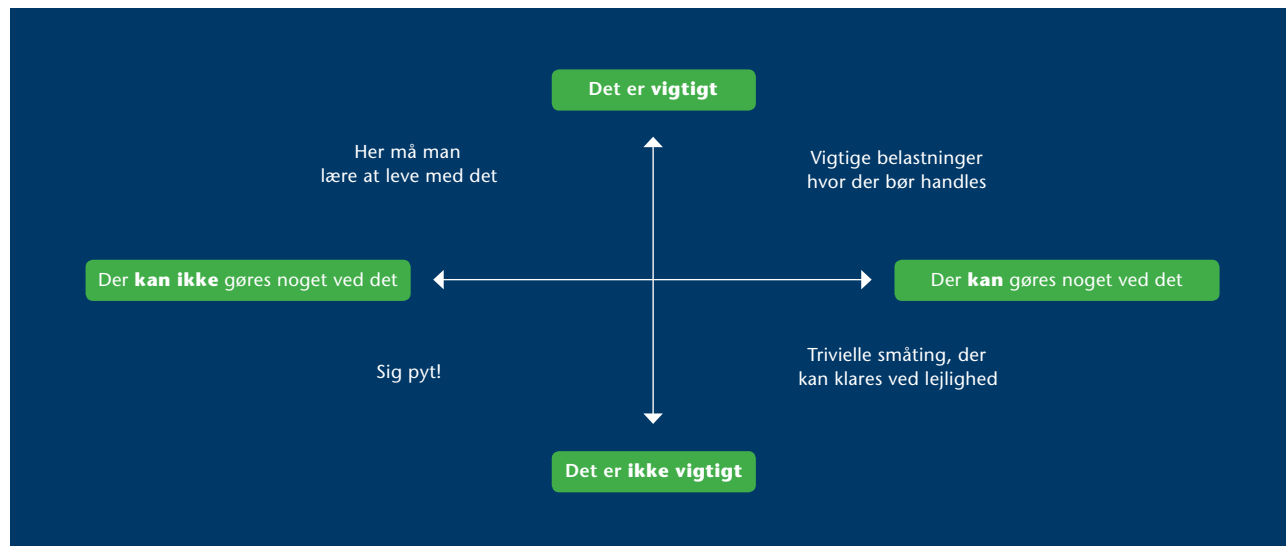 Det er vigtigt
Her må man
lære at leve med det
Vigtige belastninger
hvor der bør handles
Der kan ikke gøres noget ved det
Der kan gøres noget ved det
Sig pyt!
Trivielle småting, der
kan klares ved lejlighed
Det er ikke vigtigt